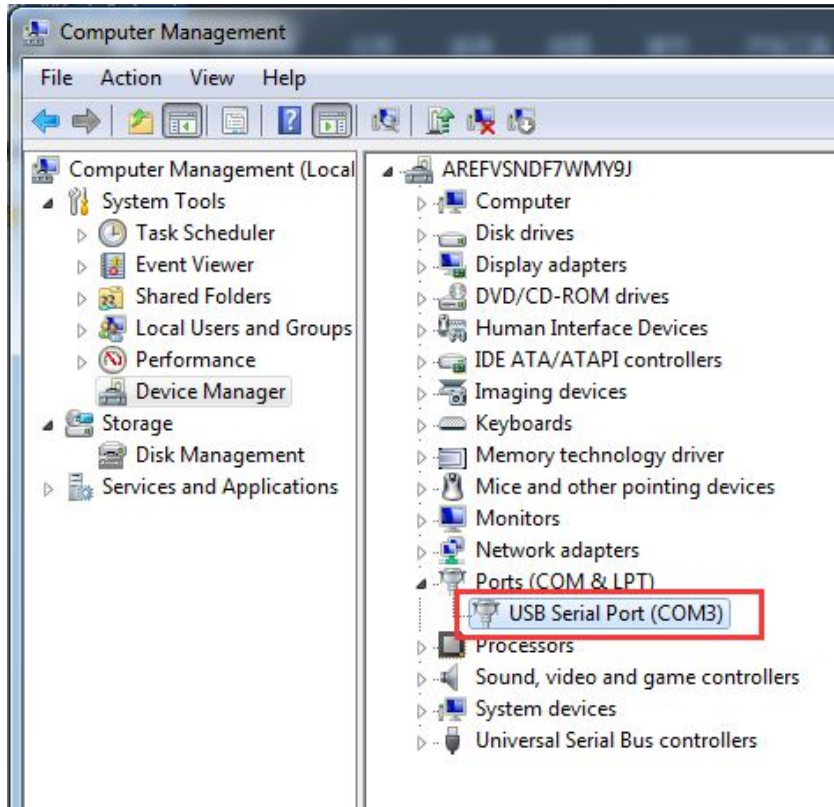 Computer Management
File Action View Help
Computer Management (Local
System Tools
Task Scheduler
Event Viewer
Shared Folders
Local Users and Groups
Performance
Device Manager
Storage
Disk Management
Services and Applications
AREFVSNDF7WMY9J
Computer
Disk drives
Display adapters
DVD/CD-ROM drives
Human Interface Devices
IDE ATA/ATAPI controllers
Imaging devices
Keyboards
Memory technology driver
Mice and other pointing devices
Monitors
Network adapters
Ports (COM & LPT)
USB Serial Port (COM3)
Processors
Sound, video and game controllers
System devices
Universal Serial Bus controllers